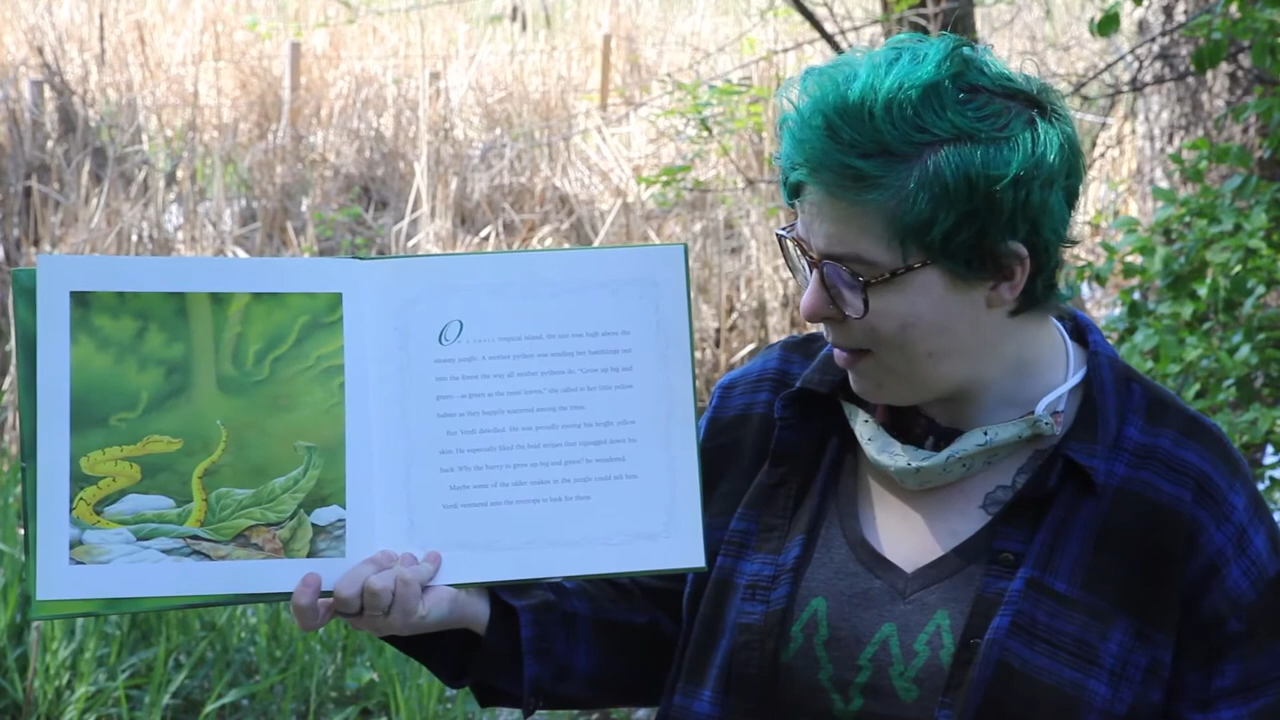 On a small tropical island, the sun rose high above the
steamy jungle. A mother python was sending her hatchlings out
into the forest the way all mother pythons do. "Grow up big and
green—as green as the trees' leaves," she called to her little yellow
babies as they happily scattered among the trees.
But Verdi dawdled. He was proudly eyeing his bright yellow
skin. He especially liked the bold stripes that zigzagged down his
back. Why the hurry to grow up big and green? he wondered.
Maybe some of the older snakes in the jungle could tell him.
Verdi ventured into the treetops to look for them.